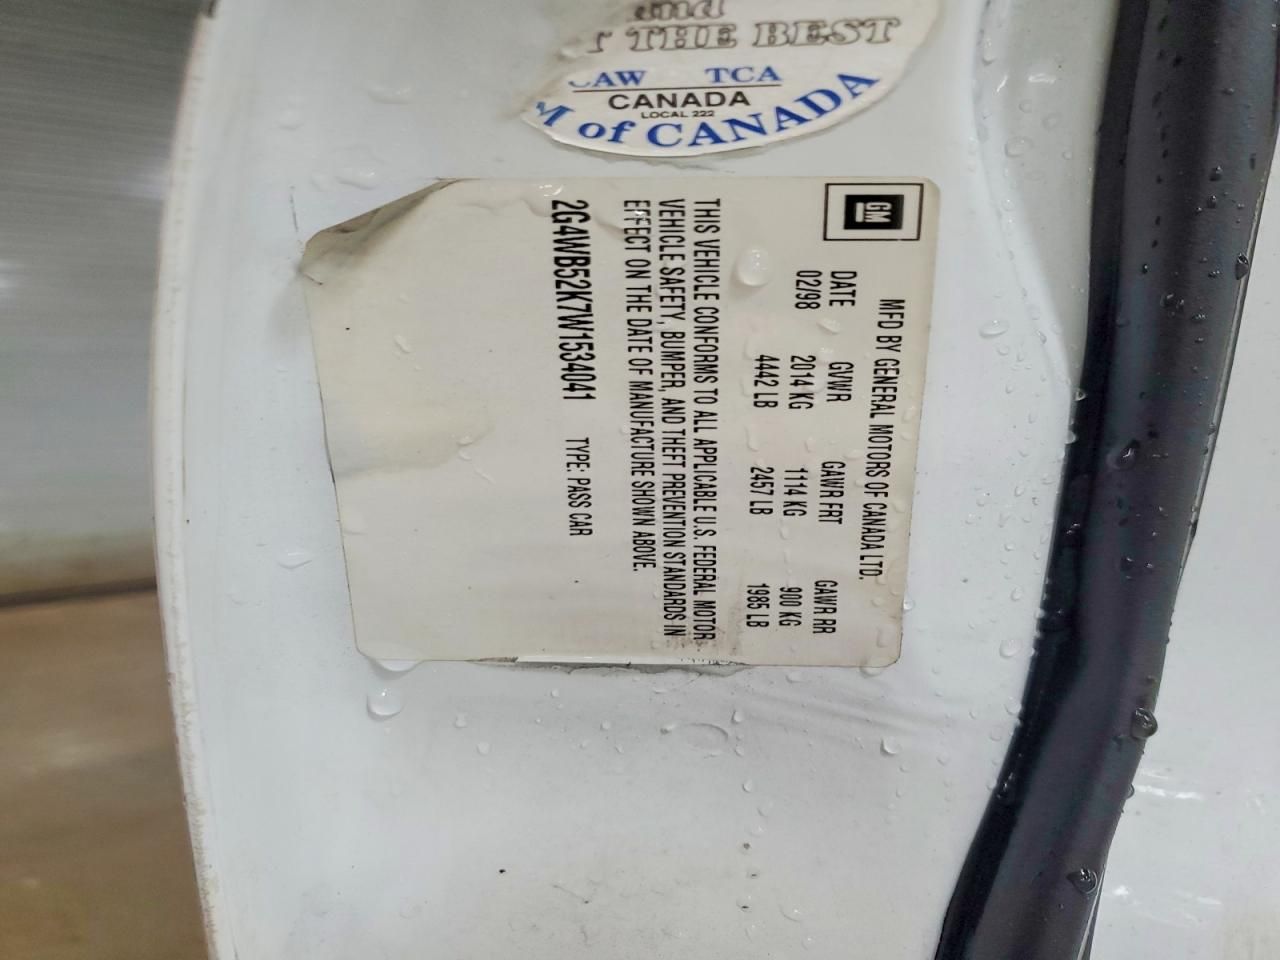 and
T THE BEST
CAW TCA
CANADA
LOCAL 222
M of CANADA
GM
MFD BY GENERAL MOTORS OF CANADA LTD.
DATE GVWR GAWR FRT GAWR RR
02/98 2014 KG 1114 KG 900 KG
4442 LB 2457 LB 1985 LB
THIS VEHICLE CONFORMS TO ALL APPLICABLE U.S. FEDERAL MOTOR
VEHICLE SAFETY, BUMPER, AND THEFT PREVENTION STANDARDS IN
EFFECT ON THE DATE OF MANUFACTURE SHOWN ABOVE.
2G4WB52K7W1534041 TYPE: PASS CAR